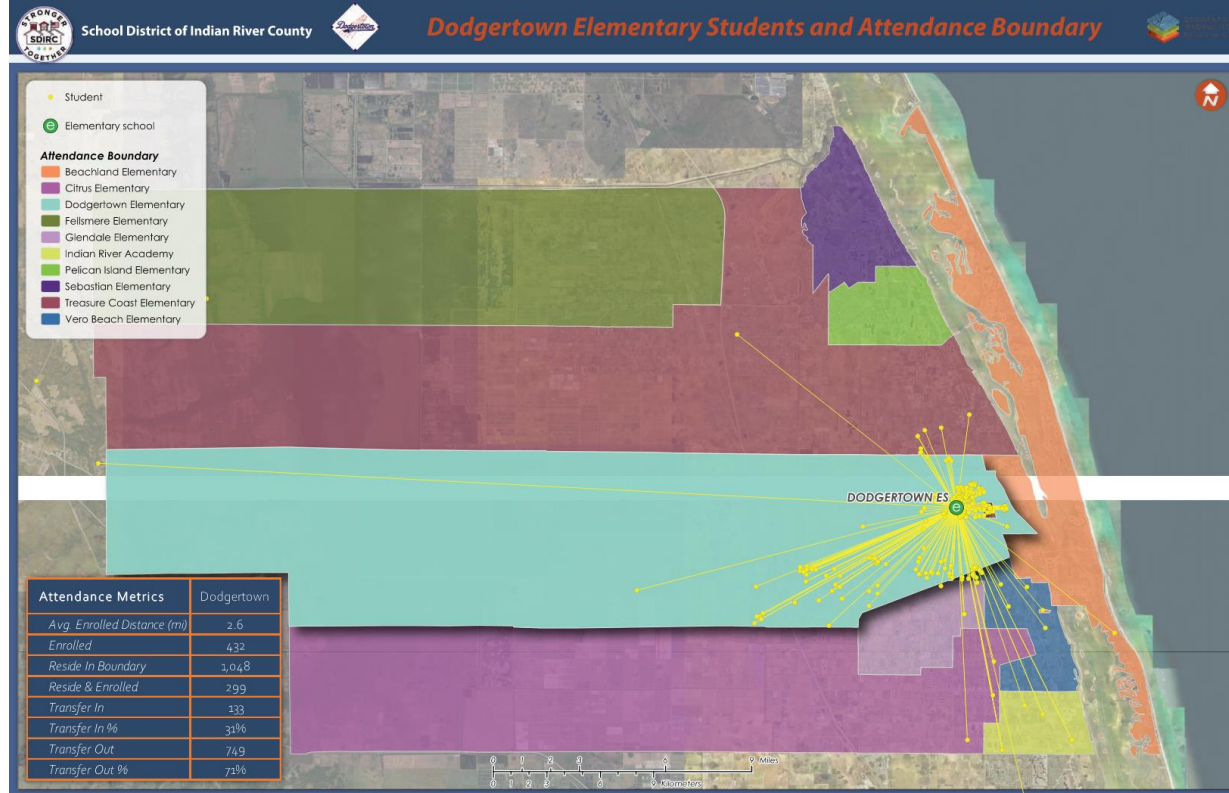 STRONGER
SDIRC
TOGETHER
School District of Indian River County
Dodgertown
Dodgertown Elementary Students and Attendance Boundary
N
Student
e Elementary school
Attendance Boundary
Beachland Elementary
Citrus Elementary
Dodgertown Elementary
Fellsmere Elementary
Glendale Elementary
Indian River Academy
Pelican Island Elementary
Sebastian Elementary
Treasure Coast Elementary
Vero Beach Elementary
DODGERTOWN ES
e
Attendance Metrics Dodgertown
Avg. Enrolled Distance (mi) 2.6
Enrolled 432
Reside In Boundary 1,048
Reside & Enrolled 299
Transfer In 133
Transfer In % 31%
Transfer Out 749
Transfer Out % 71%
0 1 2 3 6 9 Miles
0 1 2 3 6 9 Kilometers